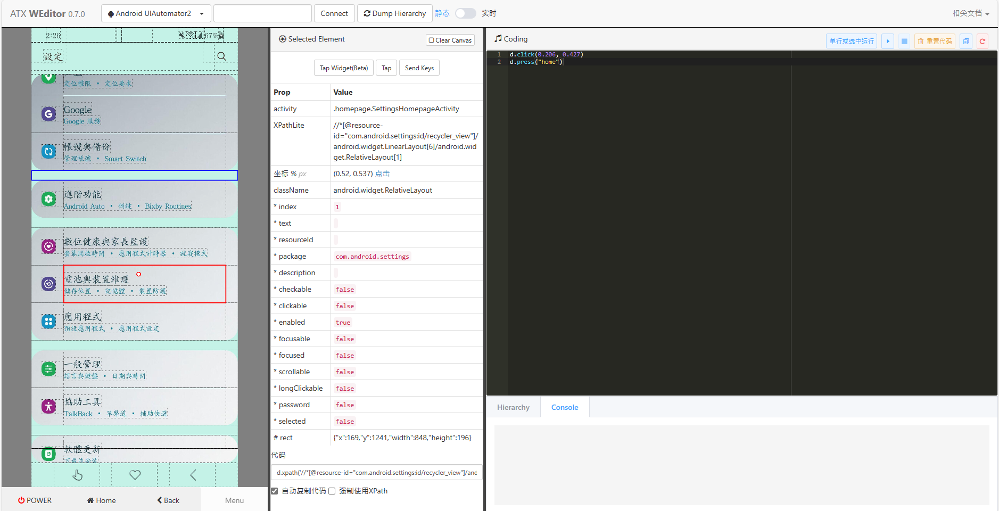 ATX WEditor 0.7.0
Android UIAutomator2
Connect
Dump Hierarchy
静态
实时
相关文档
2:26
67%
設定
定位權限 • 定位要求
Google
Google 服務
帳號與備份
管理帳號 • Smart Switch
進階功能
Android Auto • 側鍵 • Bixby Routines
數位健康與家長監護
螢幕開啟時間 • 應用程式計時器 • 就寢模式
電池與裝置維護
儲存位置 • 記憶體 • 裝置防護
應用程式
預設應用程式 • 應用程式設定
一般管理
語言與鍵盤 • 日期與時間
協助工具
TalkBack • 單聲道 • 輔助快選
軟體更新
下載並安裝
POWER
Home
Back
Menu
Selected Element
Clear Canvas
Tap Widget(Beta)
Tap
Send Keys
Prop Value
activity .homepage.SettingsHomepageActivity
XPathLite //*[@resource-
id="com.android.settings:id/recycler_view"]/
android.widget.LinearLayout[6]/android.wid
get.RelativeLayout[1]
坐标 % px (0.52, 0.537) 点击
className android.widget.RelativeLayout
* index 1
* text
* resourceId
* package com.android.settings
* description
* checkable false
* clickable false
* enabled true
* focusable false
* focused false
* scrollable false
* longClickable false
* password false
* selected false
# rect {"x":169,"y":1241,"width":848,"height":196}
代码
d.xpath('//*[@resource-id="com.android.settings:id/recycler_view"]/anc
自动复制代码 强制使用XPath
Coding
单行或选中运行
重置代码
1 d.click(0.206, 0.427)
2 d.press("home")
Hierarchy
Console